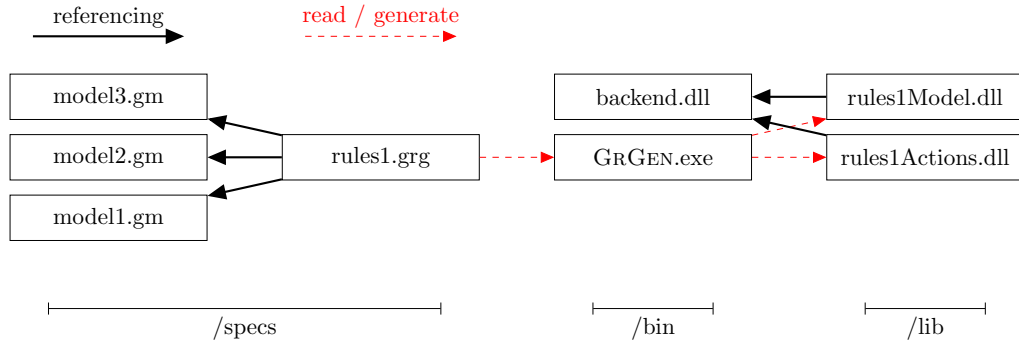 referencing
read / generate
model3.gm
backend.dll
rules1Model.dll
model2.gm
rules1.grg
GRGEN.exe
rules1Actions.dll
model1.gm
/specs
/bin
/lib